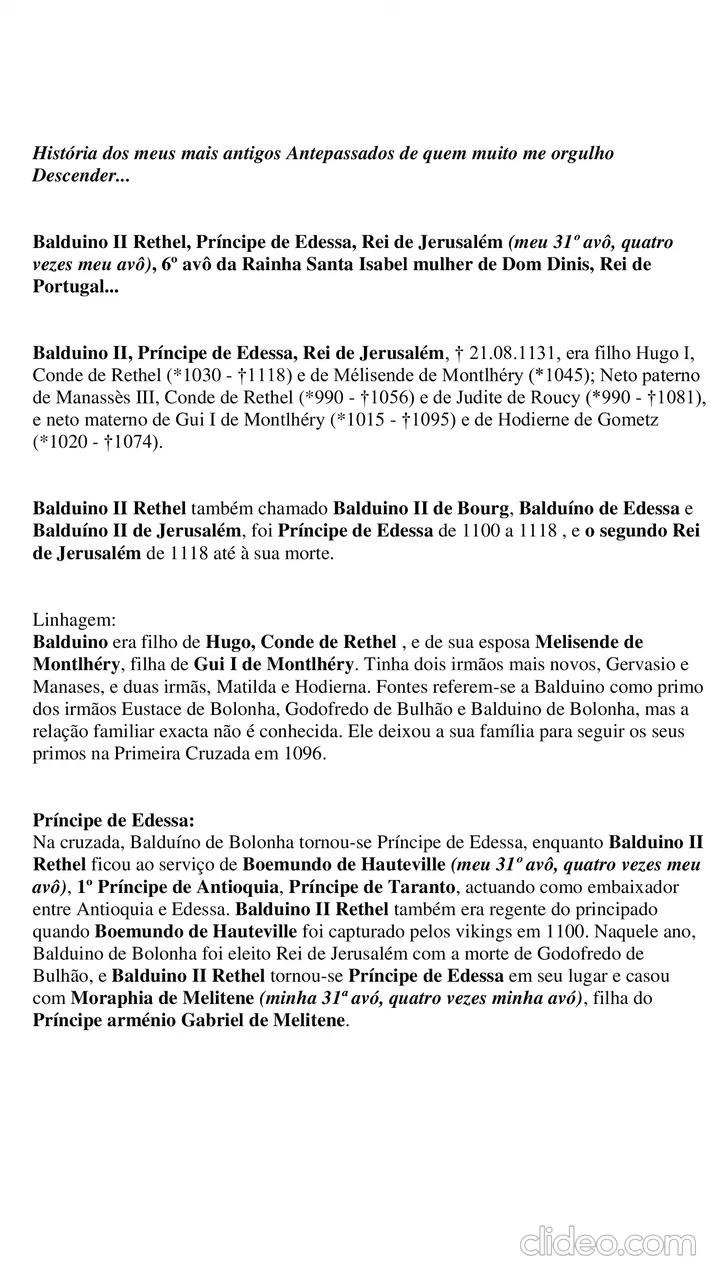 História dos meus mais antigos Antepassados de quem muito me orgulho
Descender...
Balduino II Rethel, Príncipe de Edessa, Rei de Jerusalém (meu 31º avô, quatro
vezes meu avô), 6º avô da Rainha Santa Isabel mulher de Dom Dinis, Rei de
Portugal...
Balduino II, Príncipe de Edessa, Rei de Jerusalém, † 21.08.1131, era filho Hugo I,
Conde de Rethel (*1030 - †1118) e de Mélisende de Montlhéry (*1045); Neto paterno
de Manassès III, Conde de Rethel (*990 - †1056) e de Judite de Roucy (*990 - †1081),
e neto materno de Gui I de Montlhéry (*1015 - †1095) e de Hodierne de Gometz
(*1020 - †1074).
Balduino II Rethel também chamado Balduino II de Bourg, Balduíno de Edessa e
Balduíno II de Jerusalém, foi Príncipe de Edessa de 1100 a 1118 , e o segundo Rei
de Jerusalém de 1118 até à sua morte.
Linhagem:
Balduino era filho de Hugo, Conde de Rethel , e de sua esposa Melisende de
Montlhéry, filha de Gui I de Montlhéry. Tinha dois irmãos mais novos, Gervasio e
Manases, e duas irmãs, Matilda e Hodierna. Fontes referem-se a Balduino como primo
dos irmãos Eustace de Bolonha, Godofredo de Bulhão e Balduino de Bolonha, mas a
relação familiar exacta não é conhecida. Ele deixou a sua família para seguir os seus
primos na Primeira Cruzada em 1096.
Príncipe de Edessa:
Na cruzada, Balduíno de Bolonha tornou-se Príncipe de Edessa, enquanto Balduino II
Rethel ficou ao serviço de Boemundo de Hauteville (meu 31º avô, quatro vezes meu
avô), 1º Príncipe de Antioquia, Príncipe de Taranto, actuando como embaixador
entre Antioquia e Edessa. Balduino II Rethel também era regente do principado
quando Boemundo de Hauteville foi capturado pelos vikings em 1100. Naquele ano,
Balduino de Bolonha foi eleito Rei de Jerusalém com a morte de Godofredo de
Bulhão, e Balduino II Rethel tornou-se Príncipe de Edessa em seu lugar e casou
com Moraphia de Melitene (minha 31ª avó, quatro vezes minha avó), filha do
Príncipe arménio Gabriel de Melitene.
clideo.com